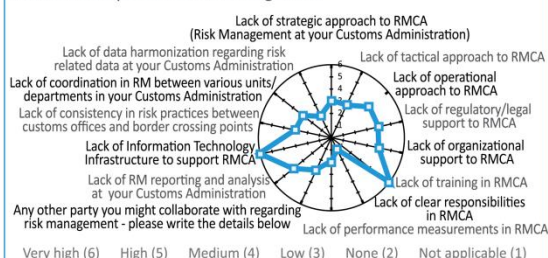 Lack of strategic approach to RMCA
(Risk Management at your Customs Administration)
Lack of tactical approach to RMCA
Lack of operational
approach to RMCA
Lack of regulatory/legal
support to RMCA
Lack of organizational
support to RMCA
Lack of training in RMCA
Lack of clear responsibilities
in RMCA
Lack of performance measurements in RMCA
Any other party you might collaborate with regarding
risk management - please write the details below
Lack of RM reporting and analysis
at your Customs Administration
Lack of Information Technology
Infrastructure to support RMCA
Lack of consistency in risk practices between
customs offices and border crossing points
Lack of coordination in RM between various units/
departments in your Customs Administration
Lack of data harmonization regarding risk
related data at your Customs Administration
6
5
4
Very high (6) High (5) Medium (4) Low (3) None (2) Not applicable (1)